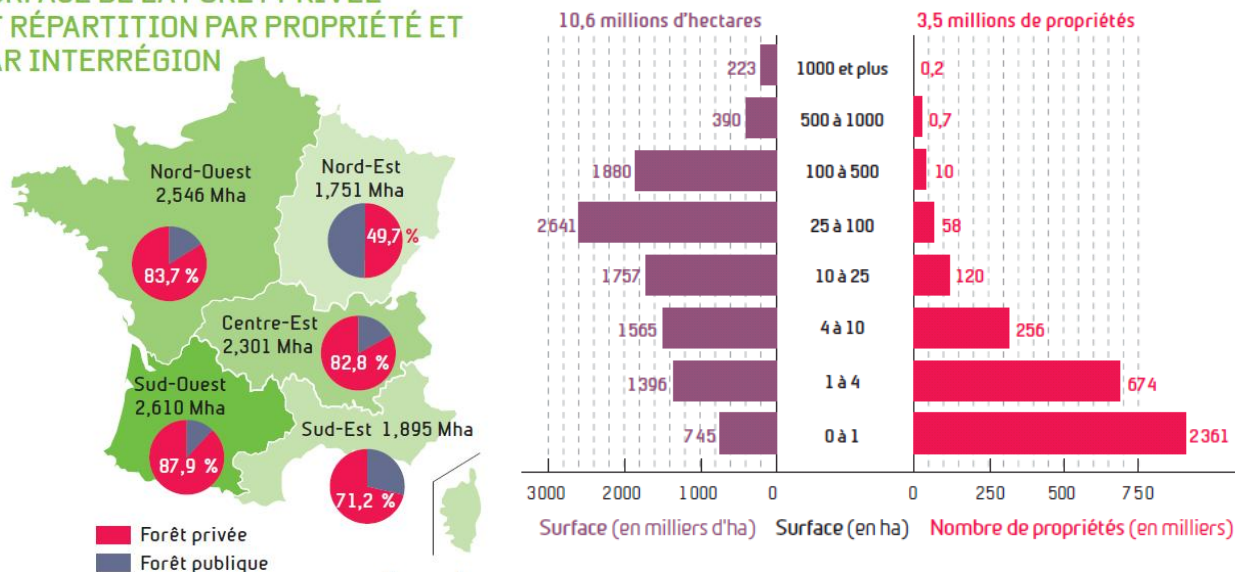 RÉPARTITION PAR PROPRIÉTÉ ET
INTERRÉGION
Nord-Ouest
2,546 Mha
83,7 %
Nord-Est
1,751 Mha
49,7 %
Centre-Est
2,301 Mha
82,8 %
Sud-Ouest
2,610 Mha
87,9 %
Sud-Est 1,895 Mha
71,2 %
Forêt privée
Forêt publique
10,6 millions d'hectares
3,5 millions de propriétés
223 1000 et plus 0,2
390 500 à 1000 0,7
1880 100 à 500 10
2641 25 à 100 58
1757 10 à 25 120
1565 4 à 10 256
1396 1 à 4 674
745 0 à 1 2361
3000 2000 1000 0 0 250 500 750
Surface (en milliers d'ha) Surface (en ha) Nombre de propriétés (en milliers)